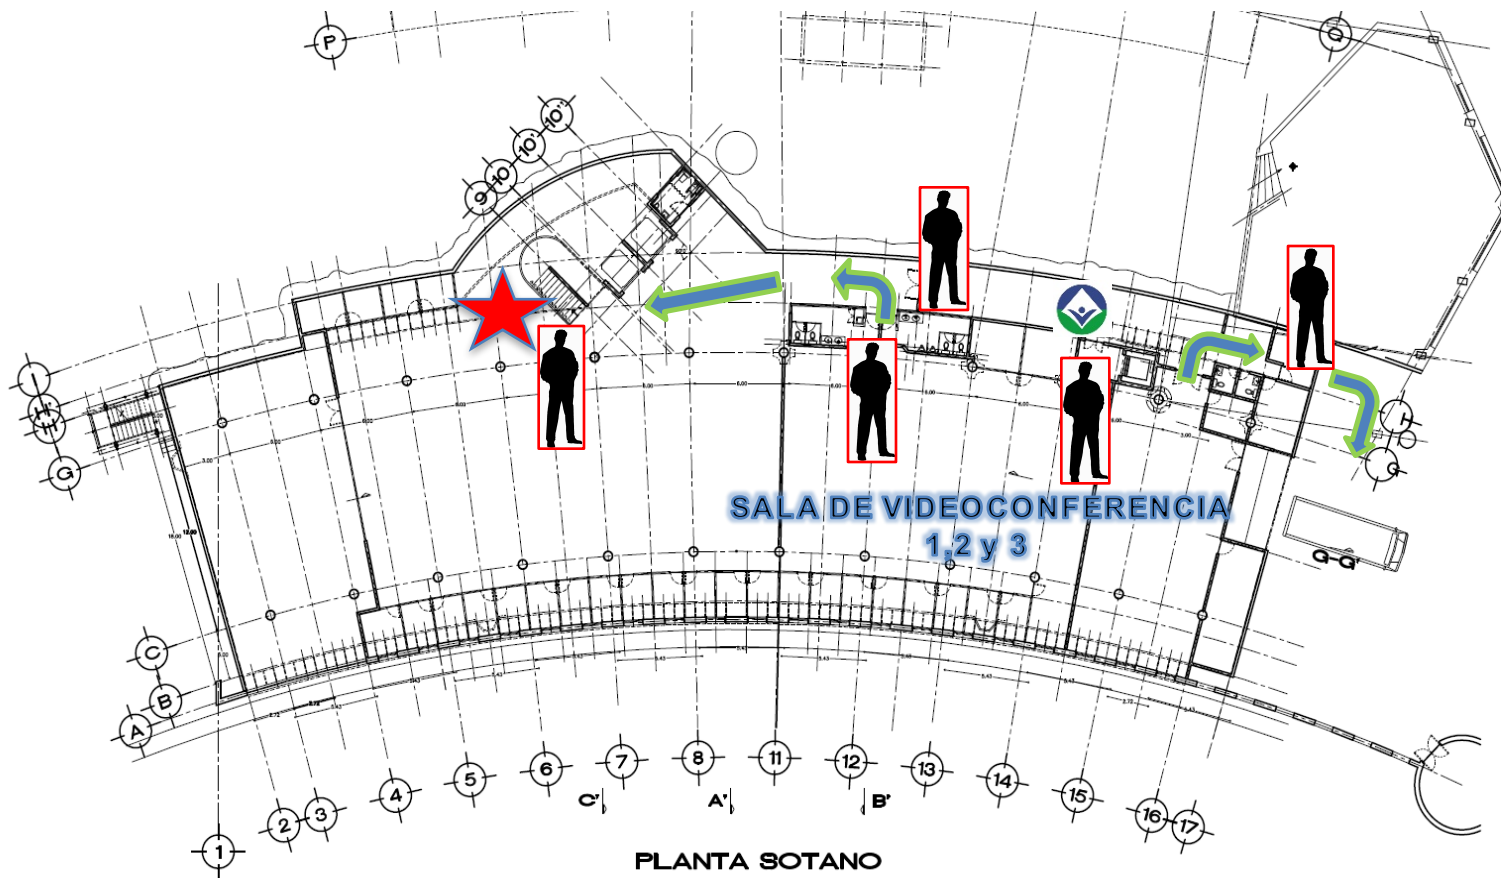 P
Q
10''
10'
10
9
I
H'
H
G
H
G
SALA DE VIDEOCONFERENCIA
1,2 y 3
G-G'
C
B
A
1
2
3
4
5
6
7
8
11
12
13
14
15
16
17
C'
A'
B'
PLANTA SOTANO